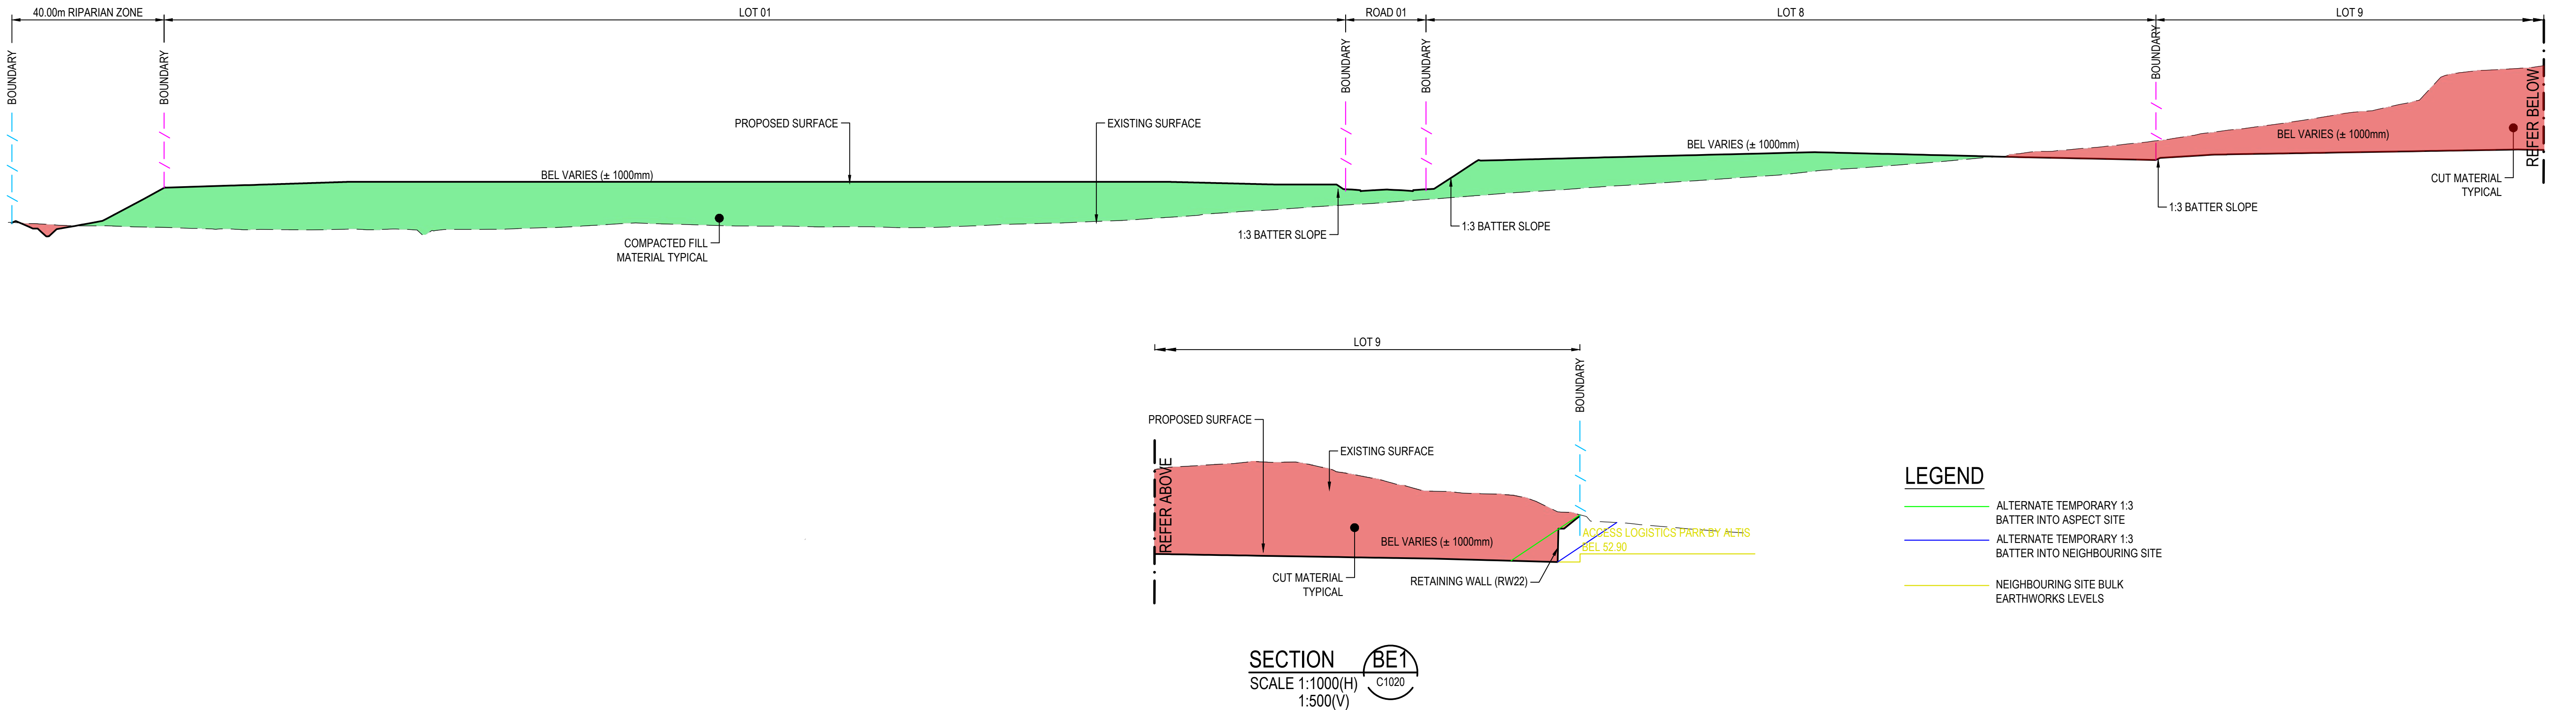 40.00m RIPARIAN ZONE
LOT 01
ROAD 01
LOT 8
LOT 9
BOUNDARY
BOUNDARY
BOUNDARY
BOUNDARY
BOUNDARY
REFER BELOW
PROPOSED SURFACE
EXISTING SURFACE
BEL VARIES (± 1000mm)
BEL VARIES (± 1000mm)
BEL VARIES (± 1000mm)
CUT MATERIAL
TYPICAL
COMPACTED FILL
MATERIAL TYPICAL
1:3 BATTER SLOPE
1:3 BATTER SLOPE
1:3 BATTER SLOPE
LOT 9
BOUNDARY
PROPOSED SURFACE
EXISTING SURFACE
REFER ABOVE
BEL VARIES (± 1000mm)
ACCESS LOGISTICS PARK BY ALTIS
BEL 52.90
CUT MATERIAL
TYPICAL
RETAINING WALL (RW22)
LEGEND
ALTERNATE TEMPORARY 1:3
BATTER INTO ASPECT SITE
ALTERNATE TEMPORARY 1:3
BATTER INTO NEIGHBOURING SITE
NEIGHBOURING SITE BULK
EARTHWORKS LEVELS
SECTION
BE1
C1020
SCALE 1:1000(H)
1:500(V)